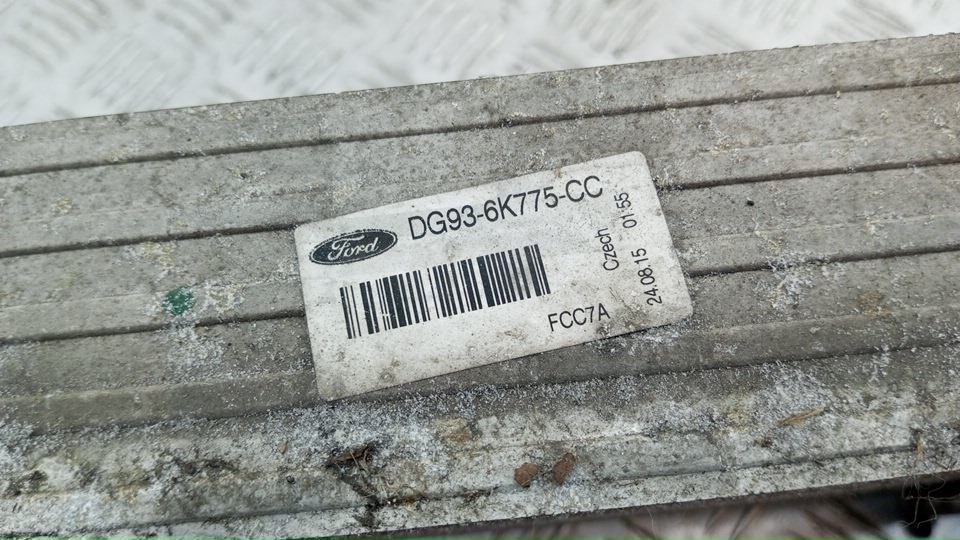 Ford DG93-6K775-CC
FCC7A
Czech
24.08.15 01:55